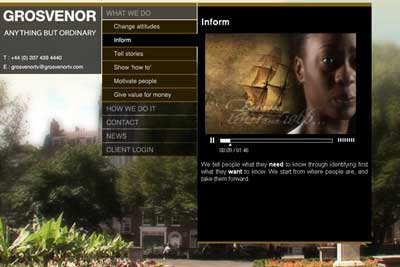 GROSVENOR
ANYTHING BUT ORDINARY
T : +44 (0) 207 439 4440
E : grosvenortv@grosvenortv.com
WHAT WE DO
Change attitudes
Inform
Tell stories
Show 'how to'
Motivate people
Give value for money
HOW WE DO IT
CONTACT
NEWS
CLIENT LOGIN
Inform
00:09 / 01:46
We tell people what they need to know through identifying first
what they want to know. We start from where people are, and
take them forward.